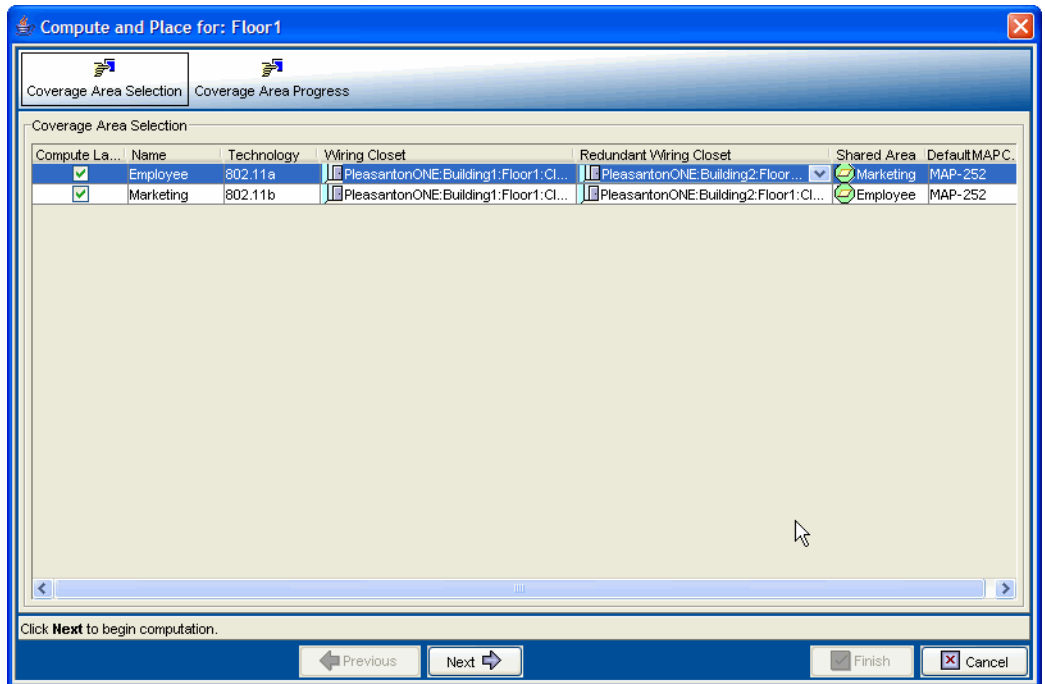 Compute and Place for: Floor1
Coverage Area Selection Coverage Area Progress
Coverage Area Selection
Compute La... Name Technology Wiring Closet Redundant Wiring Closet Shared Area DefaultMAPC.
Employee 802.11a PleasantonONE:Building1:Floor1:Cl... PleasantonONE:Building2:Floor... Marketing MAP-252
Marketing 802.11b PleasantonONE:Building1:Floor1:Cl... PleasantonONE:Building2:Floor1:Cl... Employee MAP-252
Click Next to begin computation.
Previous Next Finish Cancel